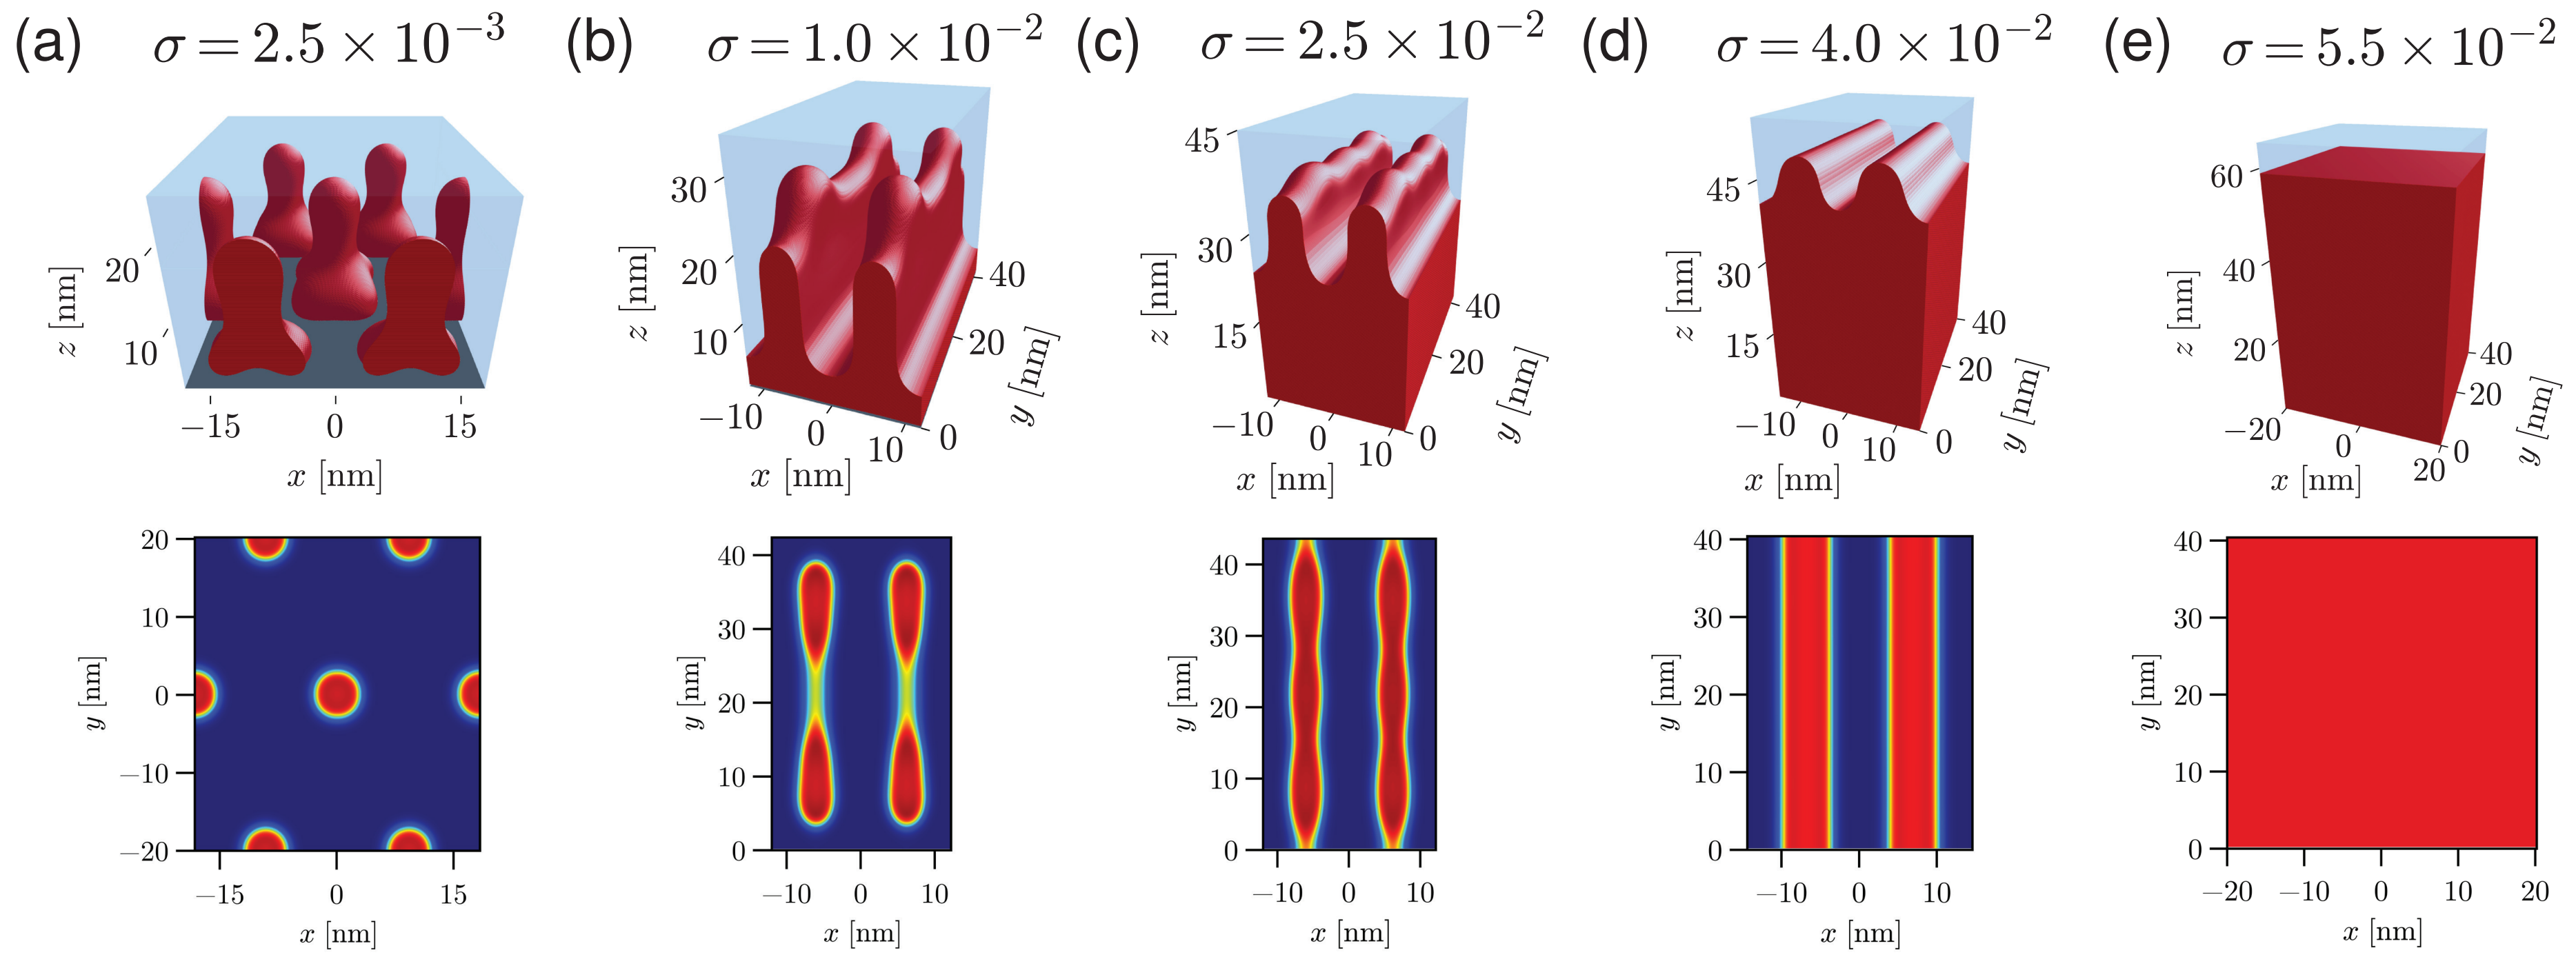 (a) σ = 2.5 × 10⁻³
(b) σ = 1.0 × 10⁻²
(c) σ = 2.5 × 10⁻²
(d) σ = 4.0 × 10⁻²
(e) σ = 5.5 × 10⁻²
20
10
z [nm]
−15 0 15
x [nm]
30
20
10
z [nm]
−10 0 10
x [nm]
0 20 40
y [nm]
45
30
15
z [nm]
−10 0 10
x [nm]
0 20 40
y [nm]
45
30
15
z [nm]
−10 0 10
x [nm]
0 20 40
y [nm]
60
40
20
z [nm]
−20 0 20
x [nm]
0 20 40
y [nm]
20
10
0
−10
−20
y [nm]
−15 0 15
x [nm]
40
30
20
10
0
y [nm]
−10 0 10
x [nm]
40
30
20
10
0
y [nm]
−10 0 10
x [nm]
40
30
20
10
0
y [nm]
−10 0 10
x [nm]
40
30
20
10
0
y [nm]
−20 −10 0 10 20
x [nm]